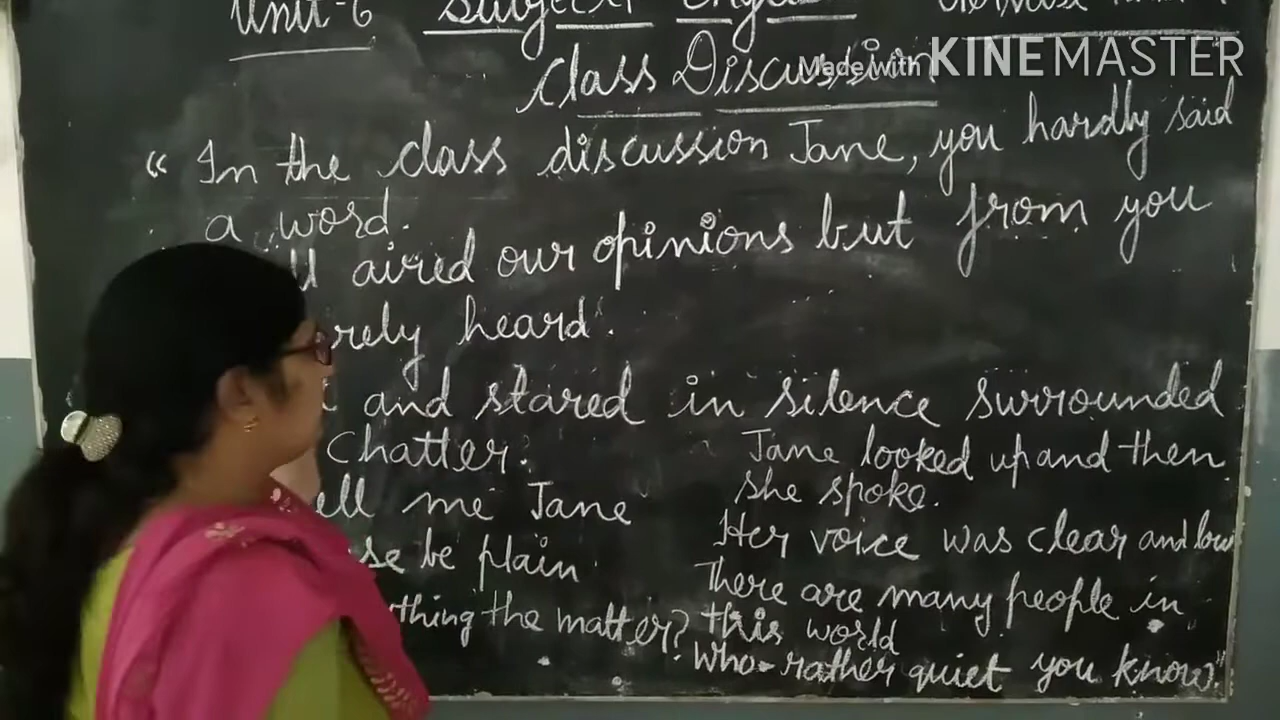 Unit-6 Subject
Class Discussion
Made with KINEMASTER
" In the class discussion Jane, you hardly said
a word.
aired our opinions but from you
heard".
and stared in silence surrounded
chatter.
me Jane
be plain
the matter?
Jane looked up and then
she spoke.
Her voice was clear and low
There are many people in
this world
Who rather quiet you know"